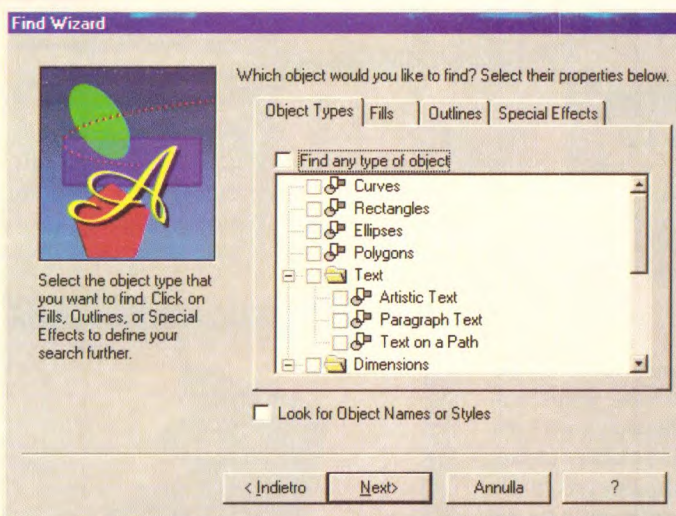 Find Wizard
Which object would you like to find? Select their properties below.
Object Types Fills Outlines Special Effects
Find any type of object
Curves
Rectangles
Ellipses
Polygons
Text
Artistic Text
Paragraph Text
Text on a Path
Dimensions
Select the object type that
you want to find. Click on
Fills, Outlines, or Special
Effects to define your
search further.
Look for Object Names or Styles
< Indietro Next> Annulla ?